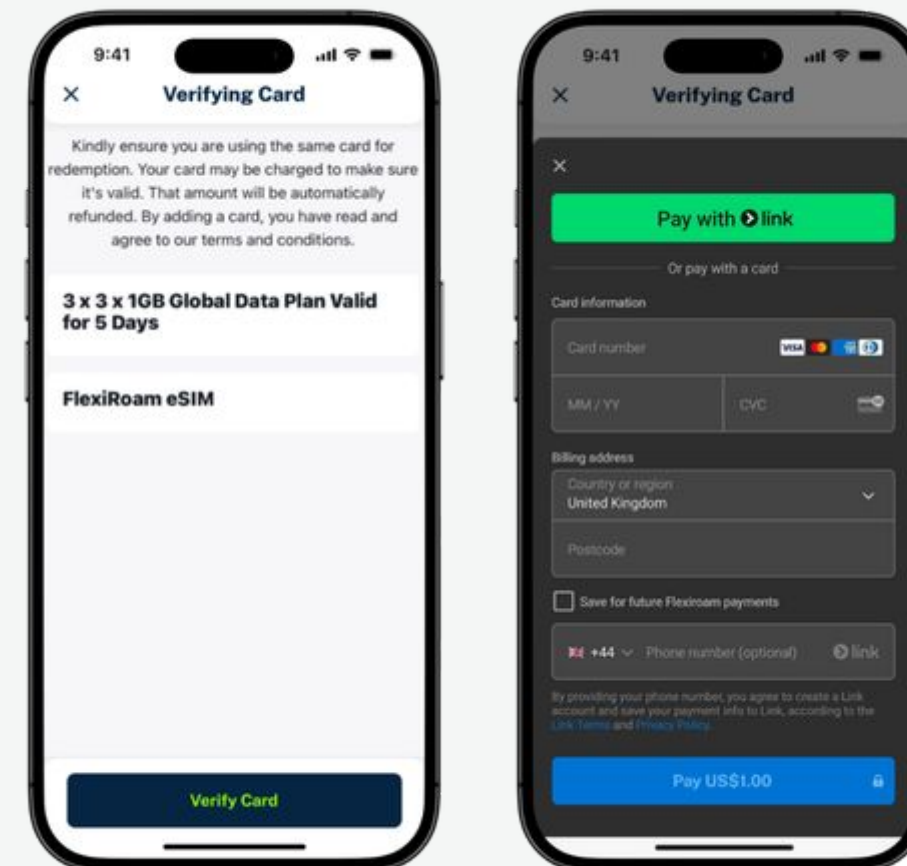 9:41
Verifying Card
Kindly ensure you are using the same card for
redemption. Your card may be charged to make sure
it's valid. That amount will be automatically
refunded. By adding a card, you have read and
agree to our terms and conditions.
3 x 3 x 1GB Global Data Plan Valid
for 5 Days
FlexiRoam eSIM
Verify Card
9:41
Verifying Card
Pay with link
Or pay with a card
Card information
Card number
VISA
MM / YY
CVC
Billing address
Country or region
United Kingdom
Postcode
Save for future Flexiroam payments
+44 Phone number (optional) link
By providing your phone number, you agree to create a Link
account and save your payment info to Link, according to the
Link Terms and Privacy Policy.
Pay US$1.00